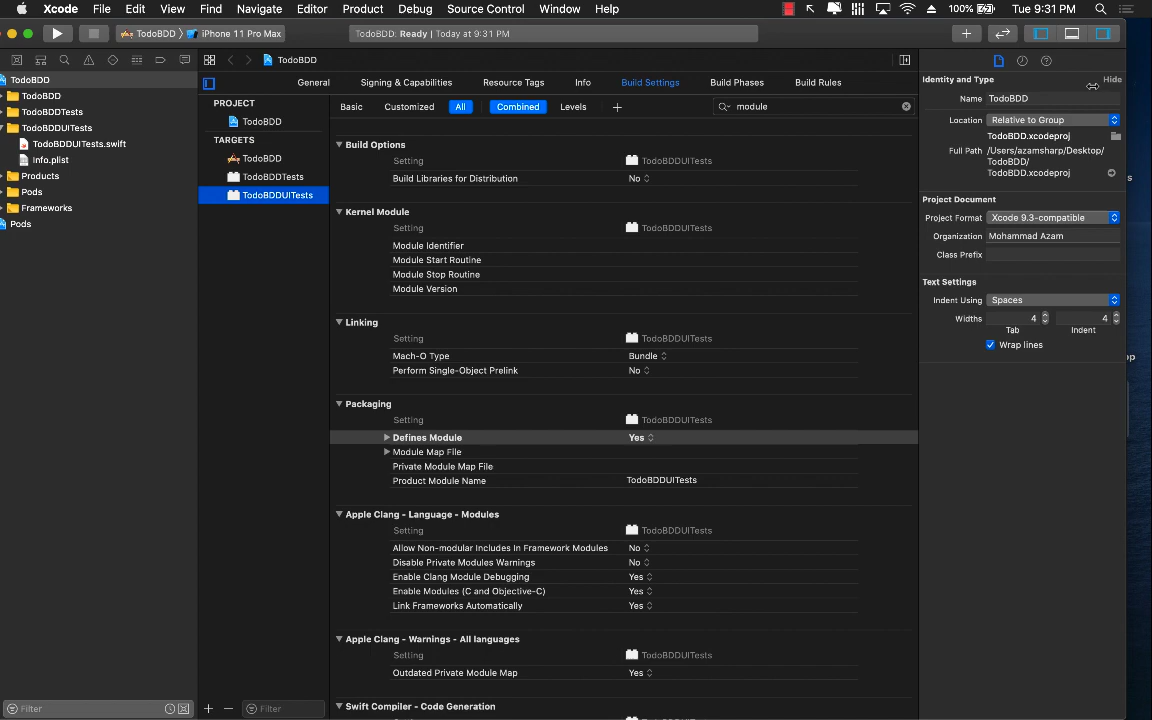 Xcode File Edit View Find Navigate Editor Product Debug Source Control Window Help 100% Tue 9:31 PM
TodoBDD iPhone 11 Pro Max TodoBDD: Ready | Today at 9:31 PM
TodoBDD
TodoBDD
TodoBDDTests
TodoBDDUITests
TodoBDDUITests.swift
Info.plist
Products
Pods
Frameworks
Pods
Filter
TodoBDD
General Signing & Capabilities Resource Tags Info Build Settings Build Phases Build Rules
PROJECT
TodoBDD
TARGETS
TodoBDD
TodoBDDTests
TodoBDDUITests
Filter
Basic Customized All Combined Levels module
Build Options
Setting TodoBDDUITests
Build Libraries for Distribution No
Kernel Module
Setting TodoBDDUITests
Module Identifier
Module Start Routine
Module Stop Routine
Module Version
Linking
Setting TodoBDDUITests
Mach-O Type Bundle
Perform Single-Object Prelink No
Packaging
Setting TodoBDDUITests
Defines Module Yes
Module Map File
Private Module Map File
Product Module Name TodoBDDUITests
Apple Clang - Language - Modules
Setting TodoBDDUITests
Allow Non-modular Includes In Framework Modules No
Disable Private Modules Warnings No
Enable Clang Module Debugging Yes
Enable Modules (C and Objective-C) Yes
Link Frameworks Automatically Yes
Apple Clang - Warnings - All languages
Setting TodoBDDUITests
Outdated Private Module Map Yes
Swift Compiler - Code Generation
Identity and Type Hide
Name TodoBDD
Location Relative to Group
TodoBDD.xcodeproj
Full Path /Users/azamsharp/Desktop/
TodoBDD/
TodoBDD.xcodeproj
Project Document
Project Format Xcode 9.3-compatible
Organization Mohammad Azam
Class Prefix
Text Settings
Indent Using Spaces
Widths 4 4
Tab Indent
Wrap lines